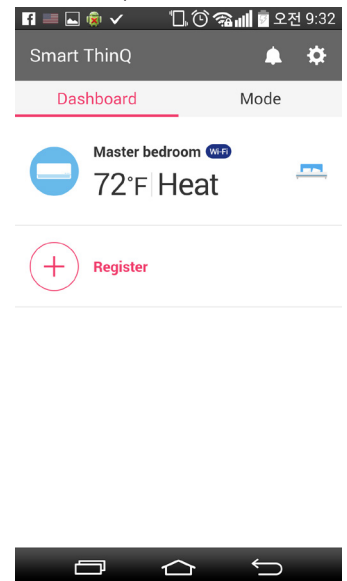 오전 9:32
Smart ThinQ
Dashboard Mode
Master bedroom Wi-Fi
72°F Heat
Register